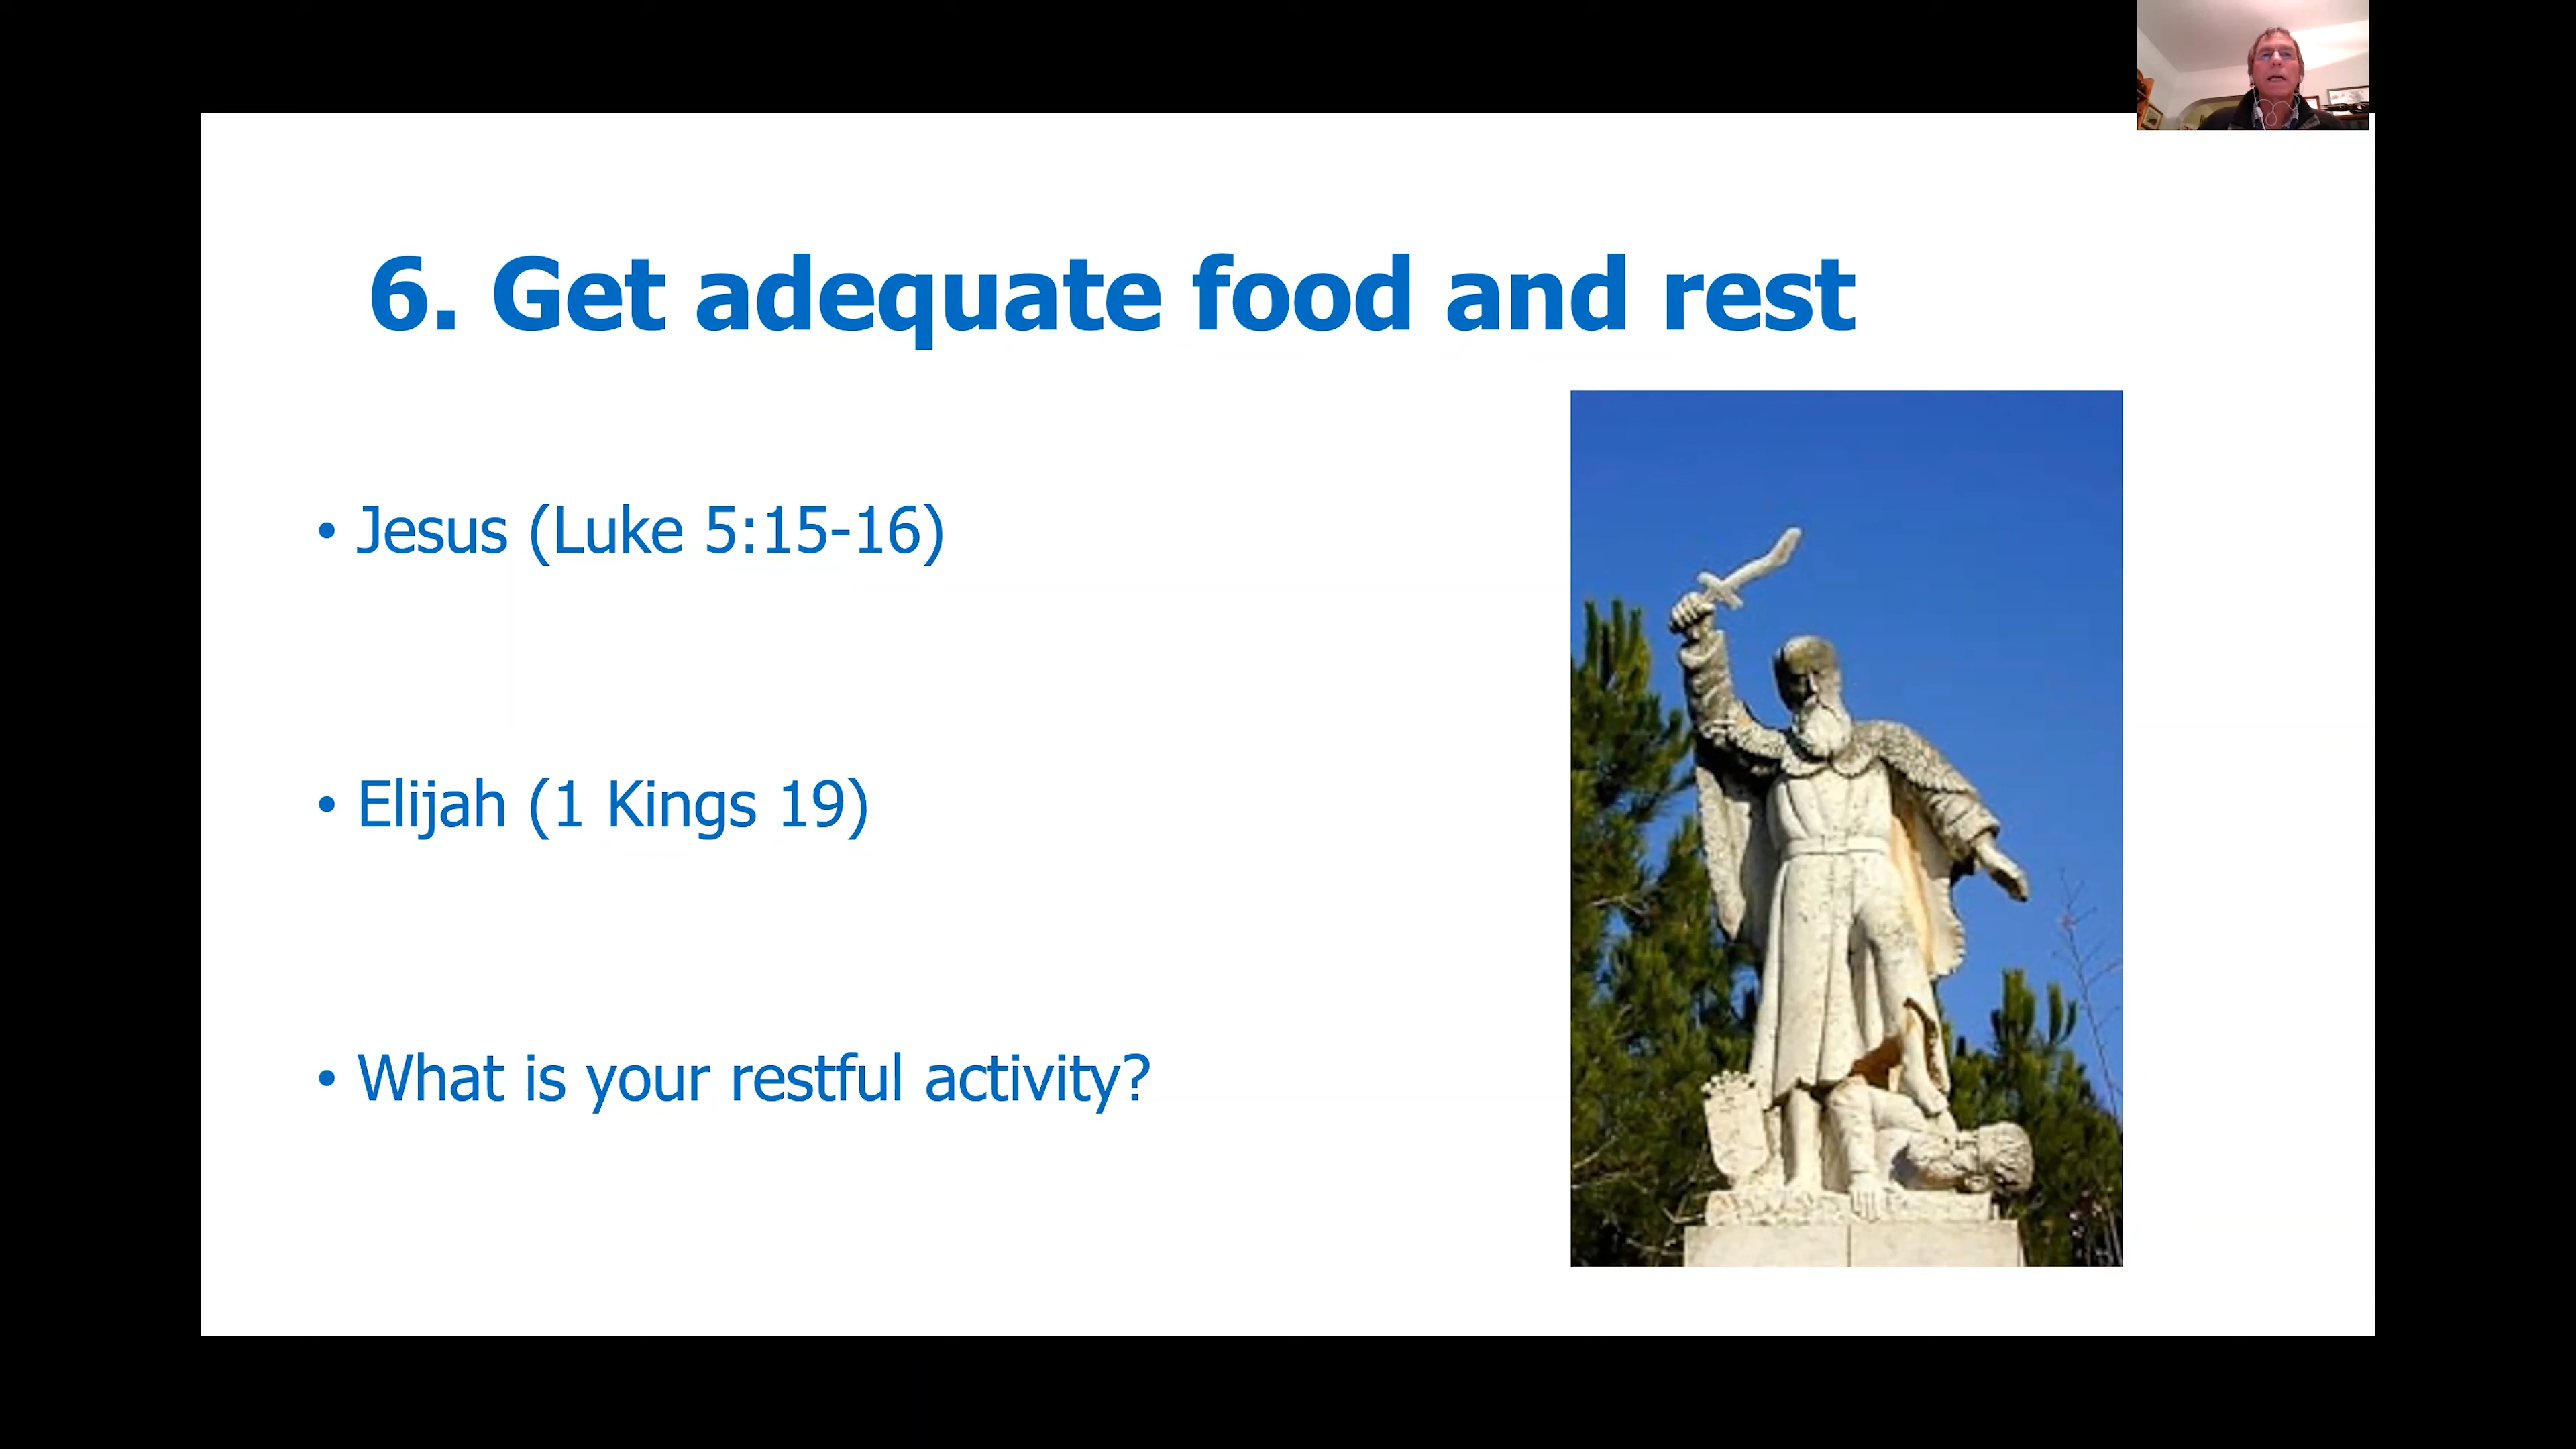 6. Get adequate food and rest
• Jesus (Luke 5:15-16)
• Elijah (1 Kings 19)
• What is your restful activity?